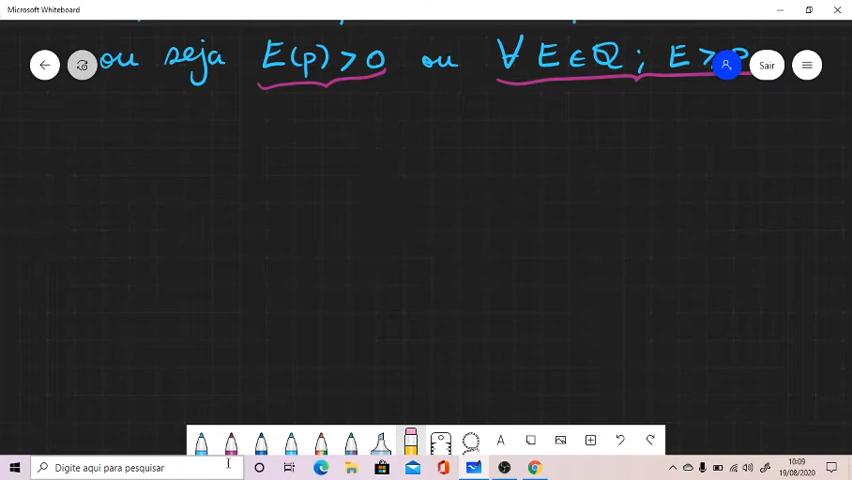 Microsoft Whiteboard
ou seja E(p) > 0 ou ∀ E ∈ Q ; E >
Sair
Digite aqui para pesquisar
10:09
19/08/2020